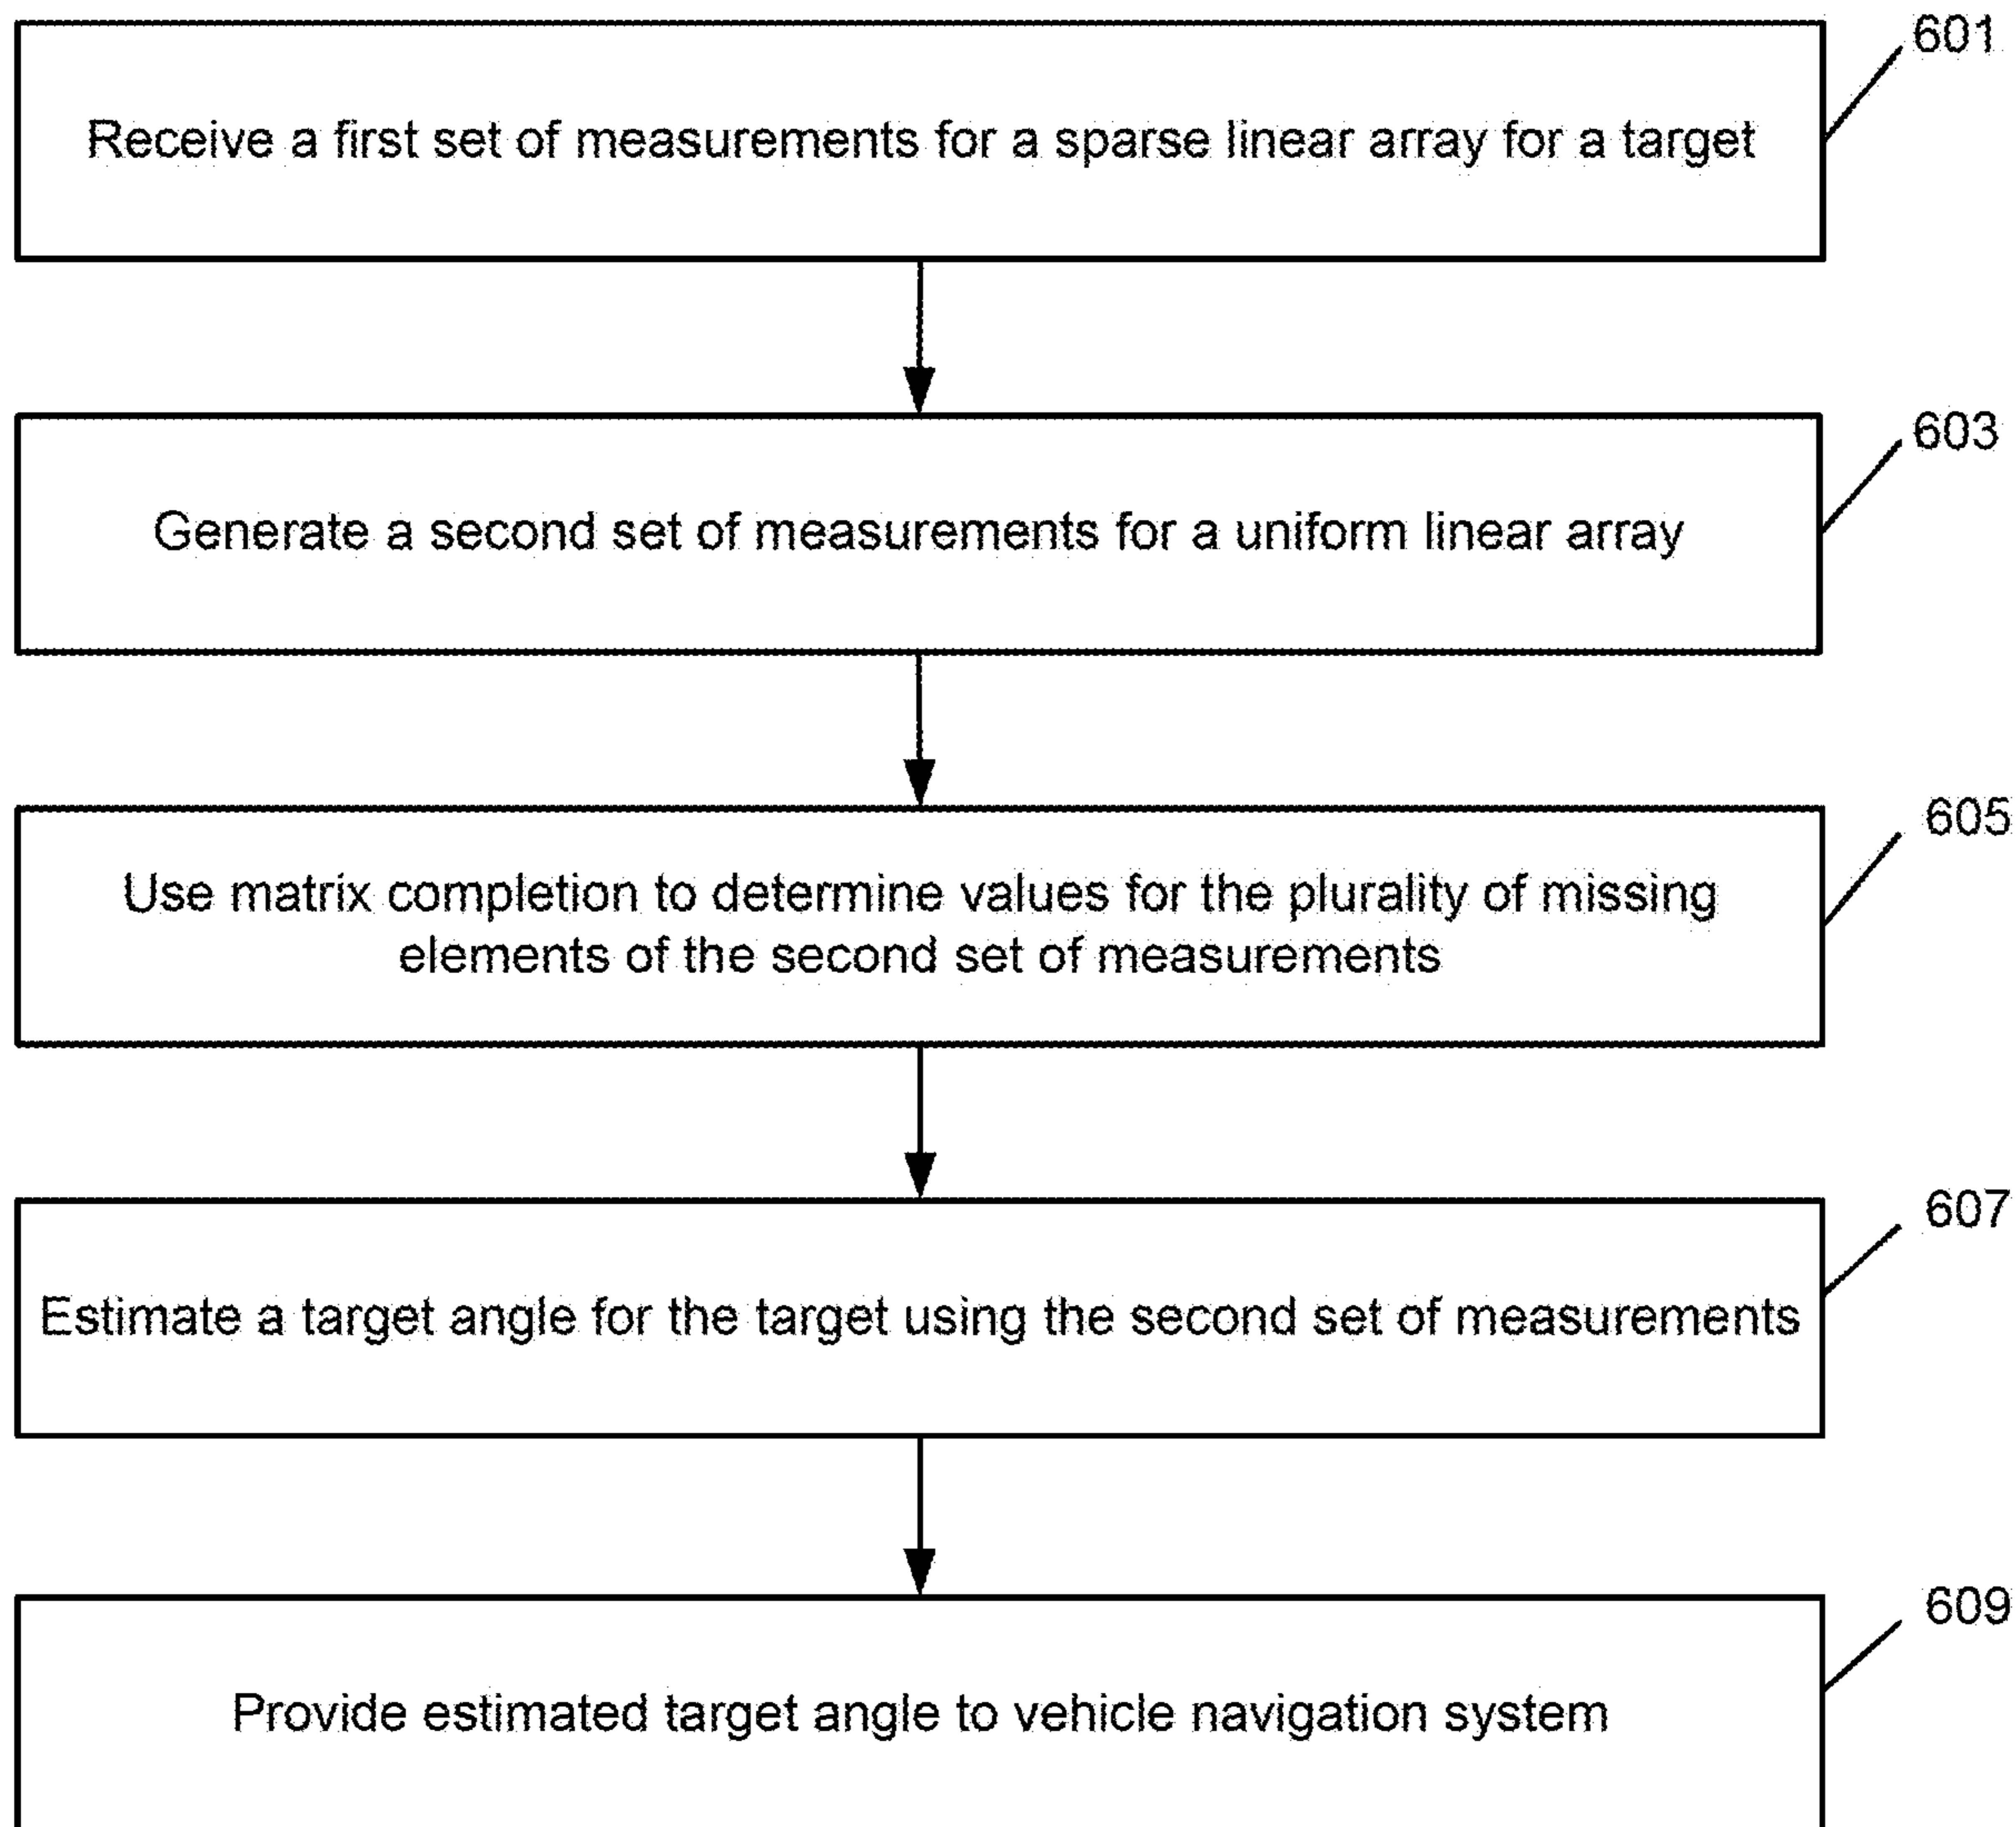 601
Receive a first set of measurements for a sparse linear array for a target
603
Generate a second set of measurements for a uniform linear array
605
Use matrix completion to determine values for the plurality of missing
elements of the second set of measurements
607
Estimate a target angle for the target using the second set of measurements
609
Provide estimated target angle to vehicle navigation system